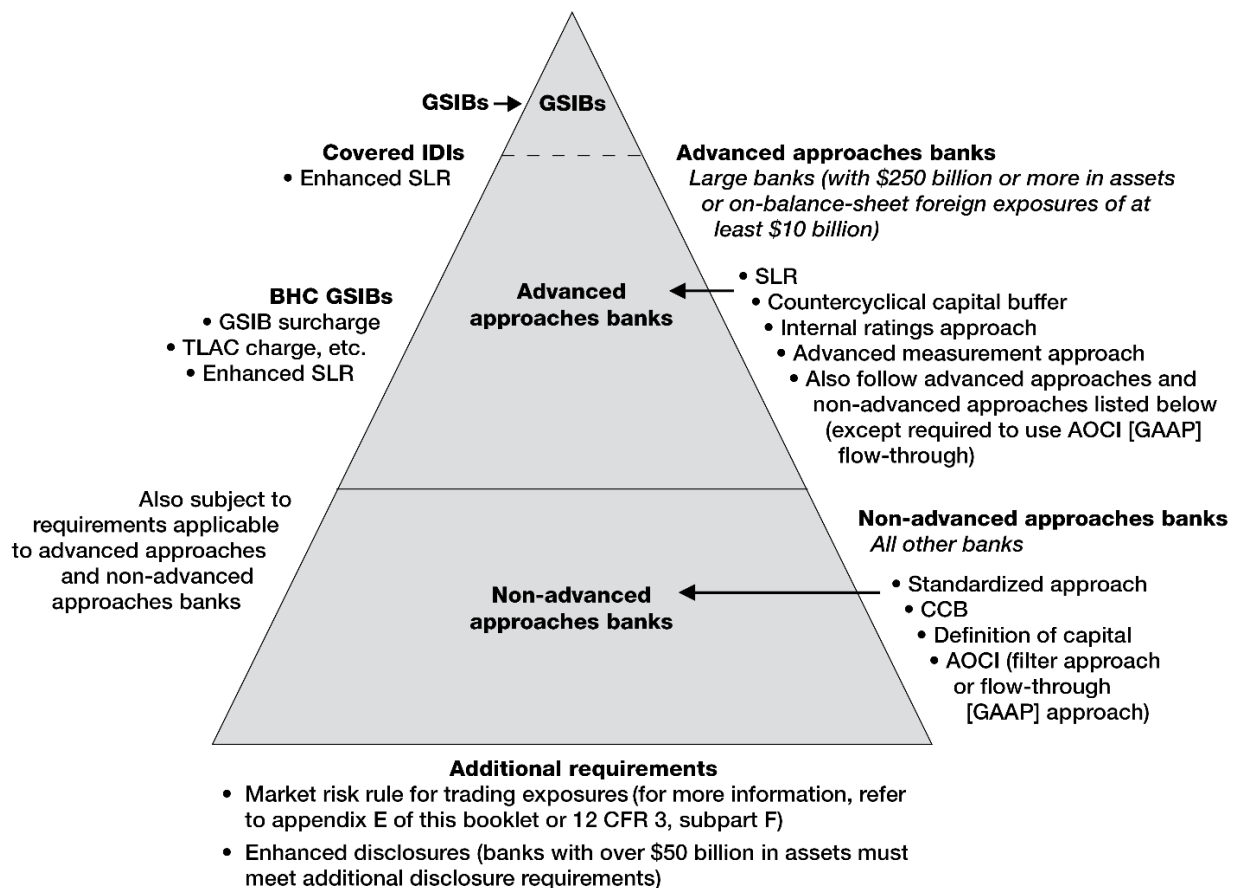 GSIBs
GSIBs
Covered IDIs
• Enhanced SLR
BHC GSIBs
• GSIB surcharge
• TLAC charge, etc.
• Enhanced SLR
Also subject to
requirements applicable
to advanced approaches
and non-advanced
approaches banks
Advanced
approaches banks
Non-advanced
approaches banks
Advanced approaches banks
Large banks (with $250 billion or more in assets
or on-balance-sheet foreign exposures of at
least $10 billion)
• SLR
• Countercyclical capital buffer
• Internal ratings approach
• Advanced measurement approach
• Also follow advanced approaches and
non-advanced approaches listed below
(except required to use AOCI [GAAP]
flow-through)
Non-advanced approaches banks
All other banks
• Standardized approach
• CCB
• Definition of capital
• AOCI (filter approach
or flow-through
[GAAP] approach)
Additional requirements
• Market risk rule for trading exposures (for more information, refer
to appendix E of this booklet or 12 CFR 3, subpart F)
• Enhanced disclosures (banks with over $50 billion in assets must
meet additional disclosure requirements)